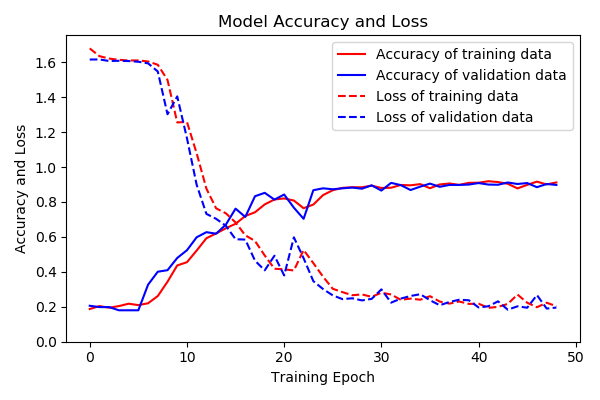 Model Accuracy and Loss
Accuracy of training data
Accuracy of validation data
Loss of training data
Loss of validation data
Accuracy and Loss
1.6
1.4
1.2
1.0
0.8
0.6
0.4
0.2
0.0
0 10 20 30 40 50
Training Epoch